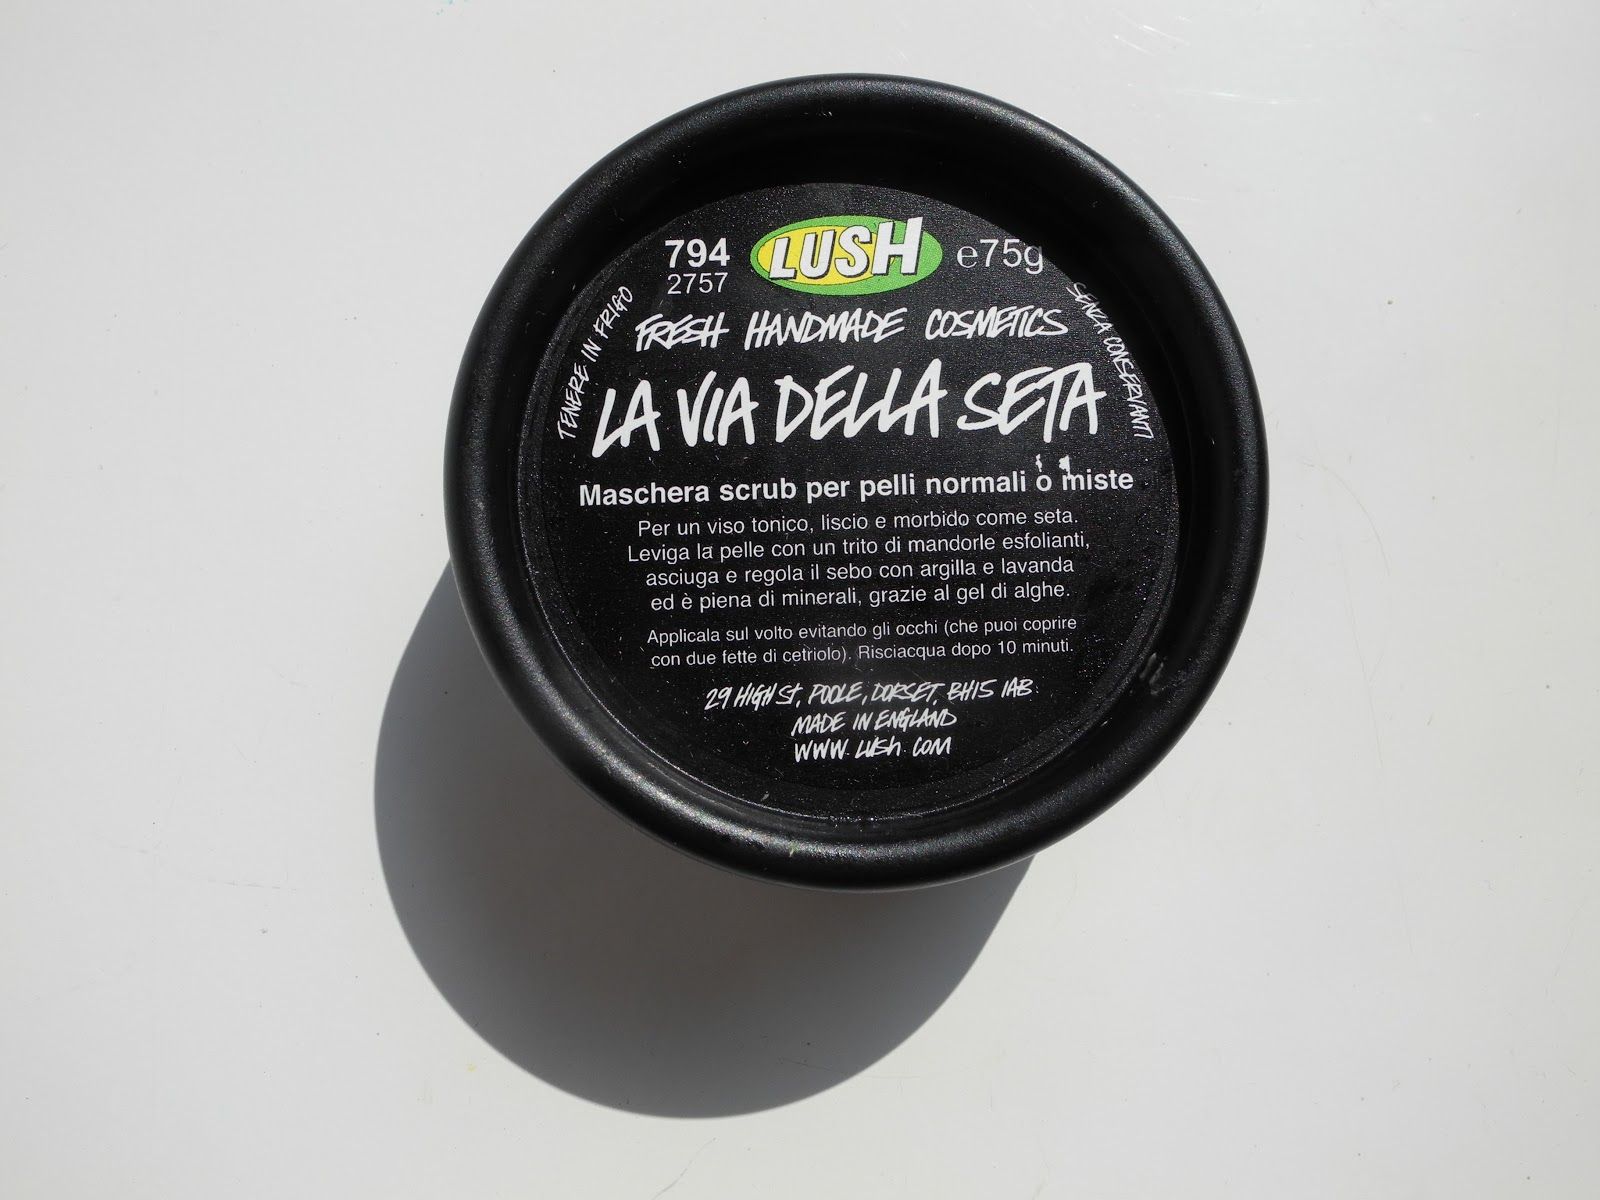 794
2757
LUSH
℮75g
TENERE IN FRIGO
SENZA CONSERVANTI
FRESH HANDMADE COSMETICS
LA VIA DELLA SETA
Maschera scrub per pelli normali o miste
Per un viso tonico, liscio e morbido come seta.
Leviga la pelle con un trito di mandorle esfolianti,
asciuga e regola il sebo con argilla e lavanda
ed è piena di minerali, grazie al gel di alghe.
Applicala sul volto evitando gli occhi (che puoi coprire
con due fette di cetriolo). Risciacqua dopo 10 minuti.
29 HIGH St, POOLE, DORSET, BH15 1AB
MADE IN ENGLAND
WWW.LUSH.COM